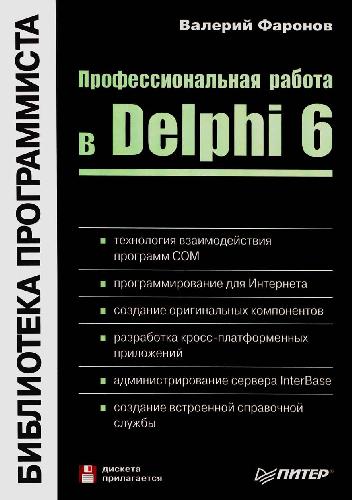 Валерий Фаронов
БИБЛИОТЕКА ПРОГРАММИСТА
Профессиональная работа
в Delphi 6
технология взаимодействия
программ COM
программирование для Интернета
создание оригинальных компонентов
разработка кросс-платформенных
приложений
администрирование сервера InterBase
создание встроенной справочной
службы
дискета
прилагается
ПИТЕР